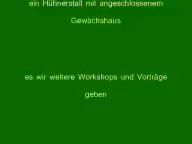 ein Hühnerstall mit angeschlossenem
Gewächshaus
es wir weitere Workshops und Vorträge
geben